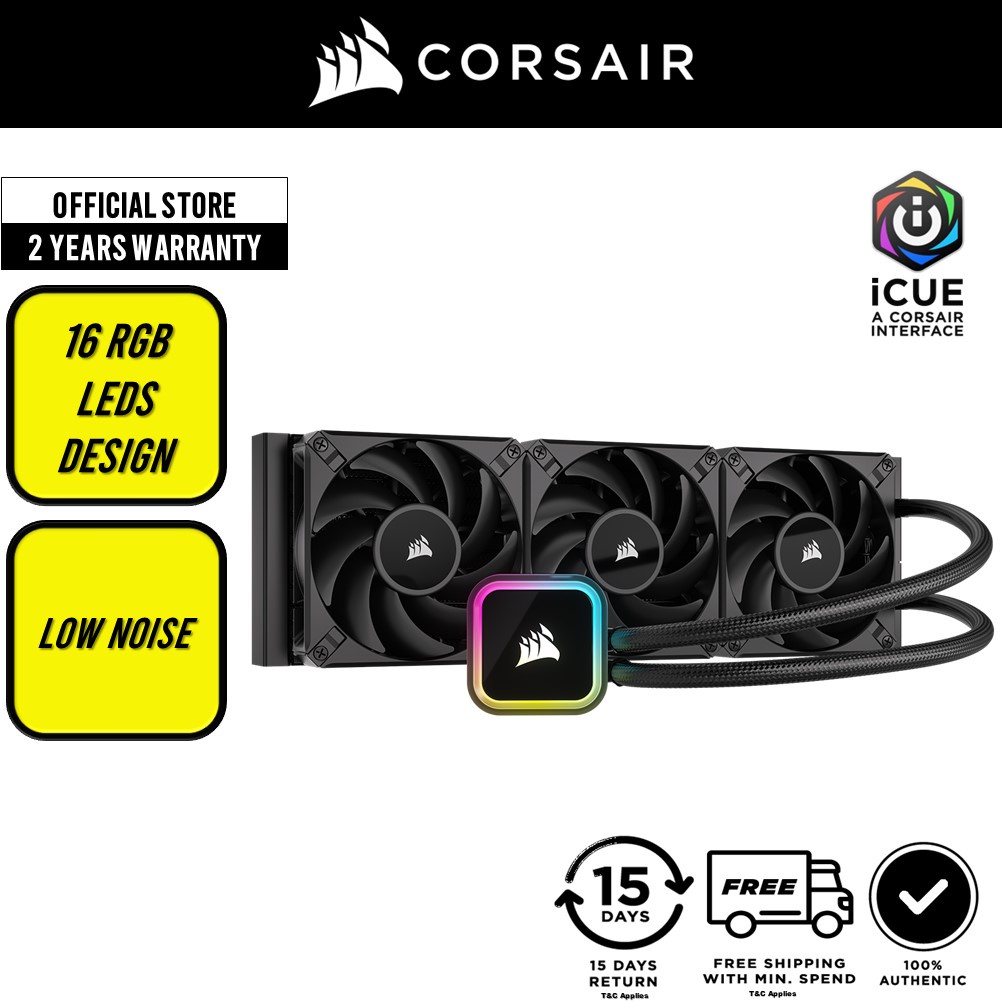 CORSAIR
OFFICIAL STORE
2 YEARS WARRANTY
16 RGB
LEDS
DESIGN
LOW NOISE
iCUE
A CORSAIR
INTERFACE
15
DAYS
15 DAYS
RETURN
T&C Applies
FREE
FREE SHIPPING
WITH MIN. SPEND
T&C Applies
100%
AUTHENTIC